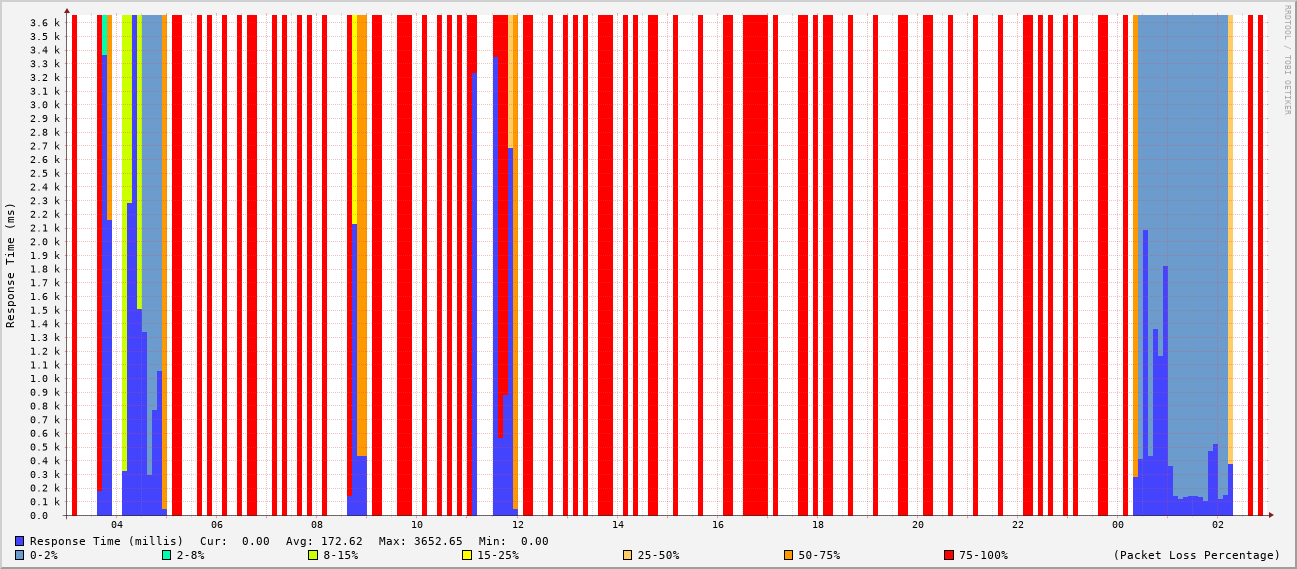 RRDTOOL / TOBI OETIKER
Response Time (ms)
3.6 k
3.5 k
3.4 k
3.3 k
3.2 k
3.1 k
3.0 k
2.9 k
2.8 k
2.7 k
2.6 k
2.5 k
2.4 k
2.3 k
2.2 k
2.1 k
2.0 k
1.9 k
1.8 k
1.7 k
1.6 k
1.5 k
1.4 k
1.3 k
1.2 k
1.1 k
1.0 k
0.9 k
0.8 k
0.7 k
0.6 k
0.5 k
0.4 k
0.3 k
0.2 k
0.1 k
0.0
04 06 08 10 12 14 16 18 20 22 00 02
Response Time (millis) Cur: 0.00 Avg: 172.62 Max: 3652.65 Min: 0.00
0-2% 2-8% 8-15% 15-25% 25-50% 50-75% 75-100% (Packet Loss Percentage)